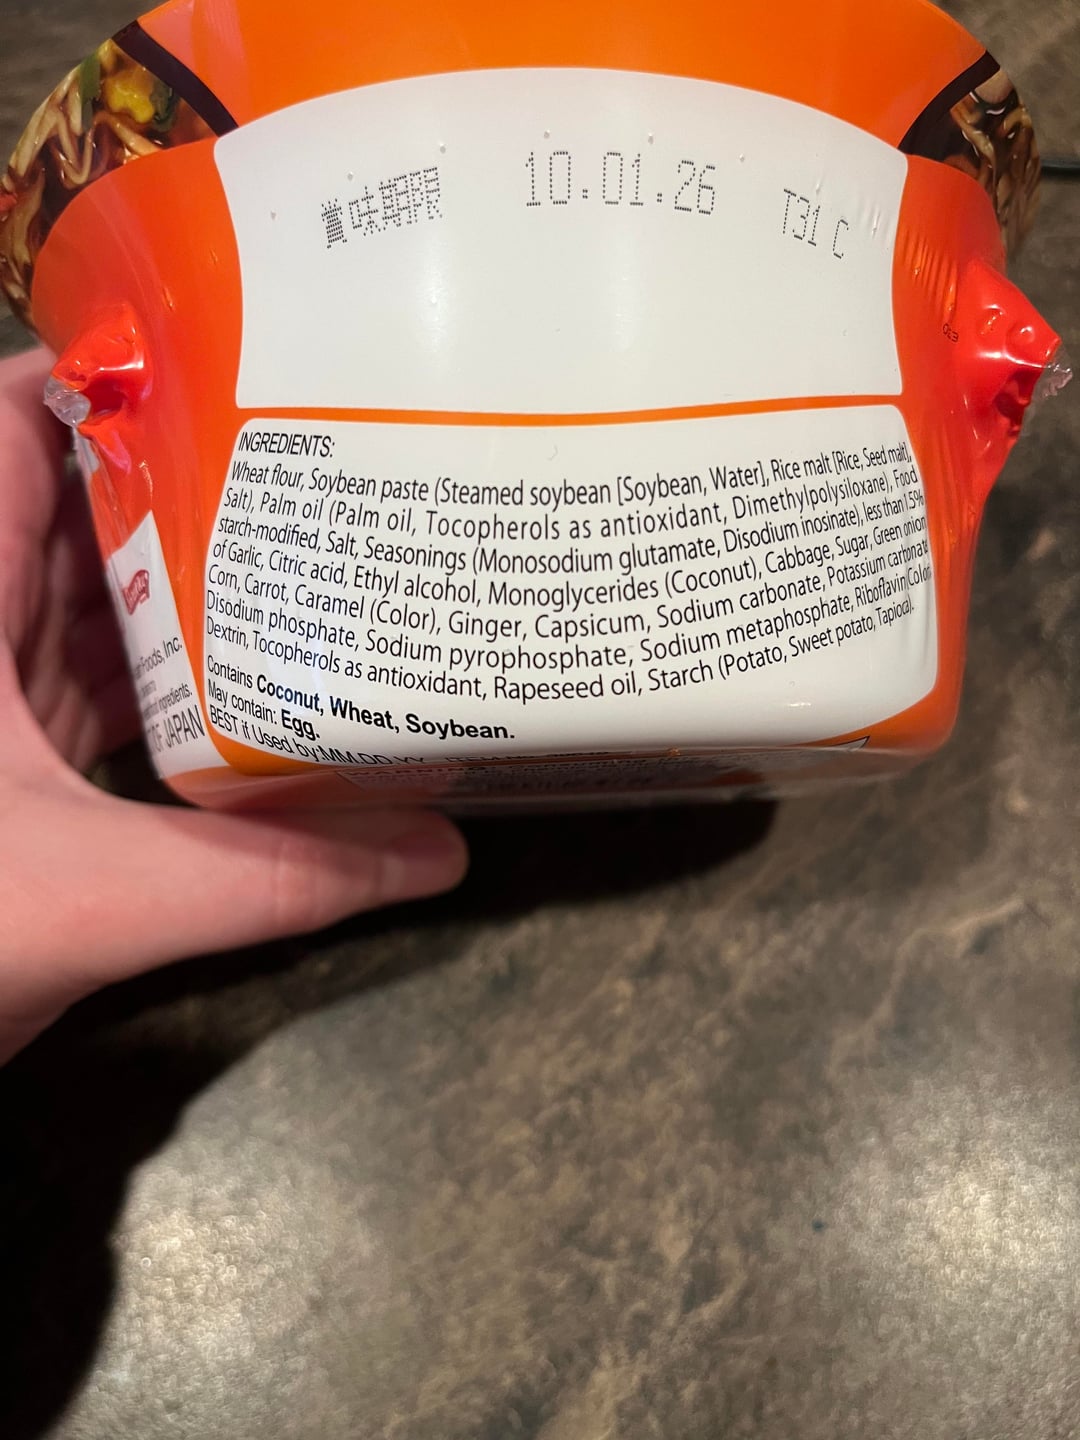 賞味期限 10.01.26 T31 C
INGREDIENTS:
Wheat flour, Soybean paste (Steamed soybean [Soybean, Water], Rice malt [Rice, Seed malt],
Salt), Palm oil (Palm oil, Tocopherols as antioxidant, Dimethylpolysiloxane), Food
starch-modified, Salt, Seasonings (Monosodium glutamate, Disodium inosinate), less than 1.5%
of Garlic, Citric acid, Ethyl alcohol, Monoglycerides (Coconut), Cabbage, Sugar, Green onion
Corn, Carrot, Caramel (Color), Ginger, Capsicum, Sodium carbonate, Potassium carbonate
Disodium phosphate, Sodium pyrophosphate, Sodium metaphosphate, Riboflavin (Color
Dextrin, Tocopherols as antioxidant, Rapeseed oil, Starch (Potato, Sweet potato, Tapioca).
Contains Coconut, Wheat, Soybean.
May contain: Egg.
BEST if Used by:MM.DD.YY
Foods, Inc.
ingredients.
OF JAPAN